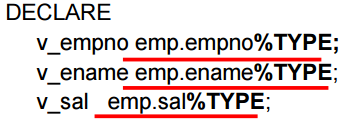 DECLARE
v_empno emp.empno%TYPE;
v_ename emp.ename%TYPE;
v_sal emp.sal%TYPE;